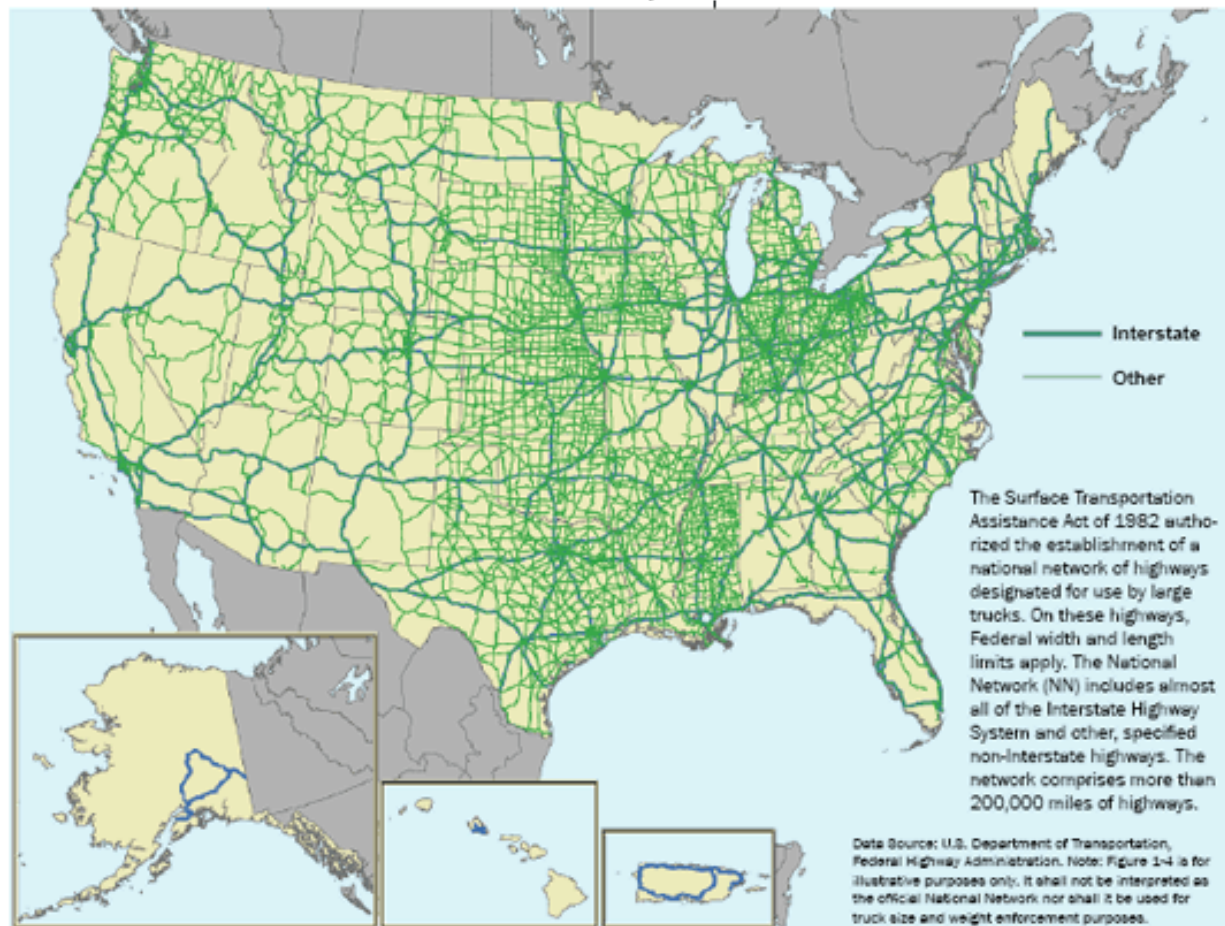 Interstate
Other
The Surface Transportation
Assistance Act of 1982 autho-
rized the establishment of a
national network of highways
designated for use by large
trucks. On these highways,
Federal width and length
limits apply. The National
Network (NN) includes almost
all of the Interstate Highway
System and other, specified
non-Interstate highways. The
network comprises more than
200,000 miles of highways.
Data Source: U.S. Department of Transportation,
Federal Highway Administration. Note: Figure 1-4 is for
illustrative purposes only. It shall not be interpreted as
the official National Network nor shall it be used for
truck size and weight enforcement purposes.